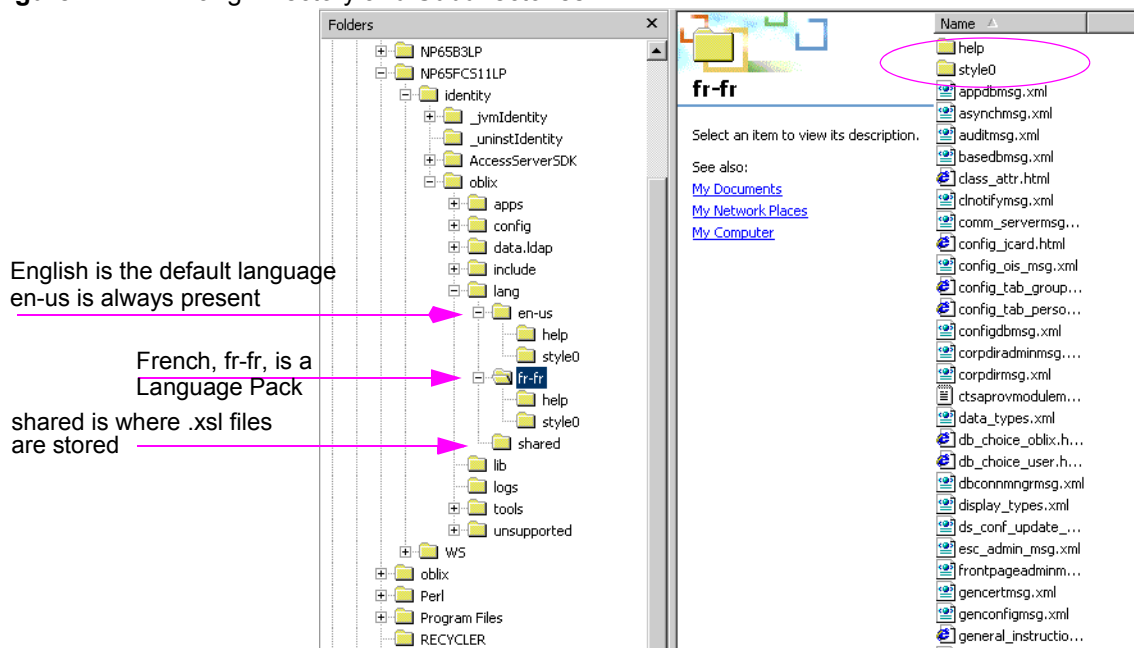 Folders
NP65B3LP
NP65FCS11LP
identity
_jvmIdentity
_uninstIdentity
AccessServerSDK
oblix
apps
config
data.ldap
include
lang
en-us
help
style0
fr-fr
help
style0
shared
lib
logs
tools
unsupported
WS
oblix
Perl
Program Files
RECYCLER
English is the default language
en-us is always present
French, fr-fr, is a
Language Pack
shared is where .xsl files
are stored
fr-fr
Select an item to view its description.
See also:
My Documents
My Network Places
My Computer
Name
help
style0
appdbmsg.xml
asynchmsg.xml
auditmsg.xml
basedbmsg.xml
class_attr.html
clnotifymsg.xml
comm_servermsg...
config_jcard.html
config_ois_msg.xml
config_tab_group...
config_tab_perso...
configdbmsg.xml
corpdiradminmsg....
corpdirmsg.xml
ctsaprovmodulem...
data_types.xml
db_choice_oblix.h...
db_choice_user.h...
dbconnmngrmsg.xml
display_types.xml
ds_conf_update_...
esc_admin_msg.xml
frontpageadminm...
gencertmsg.xml
genconfigmsg.xml
general_instructio...